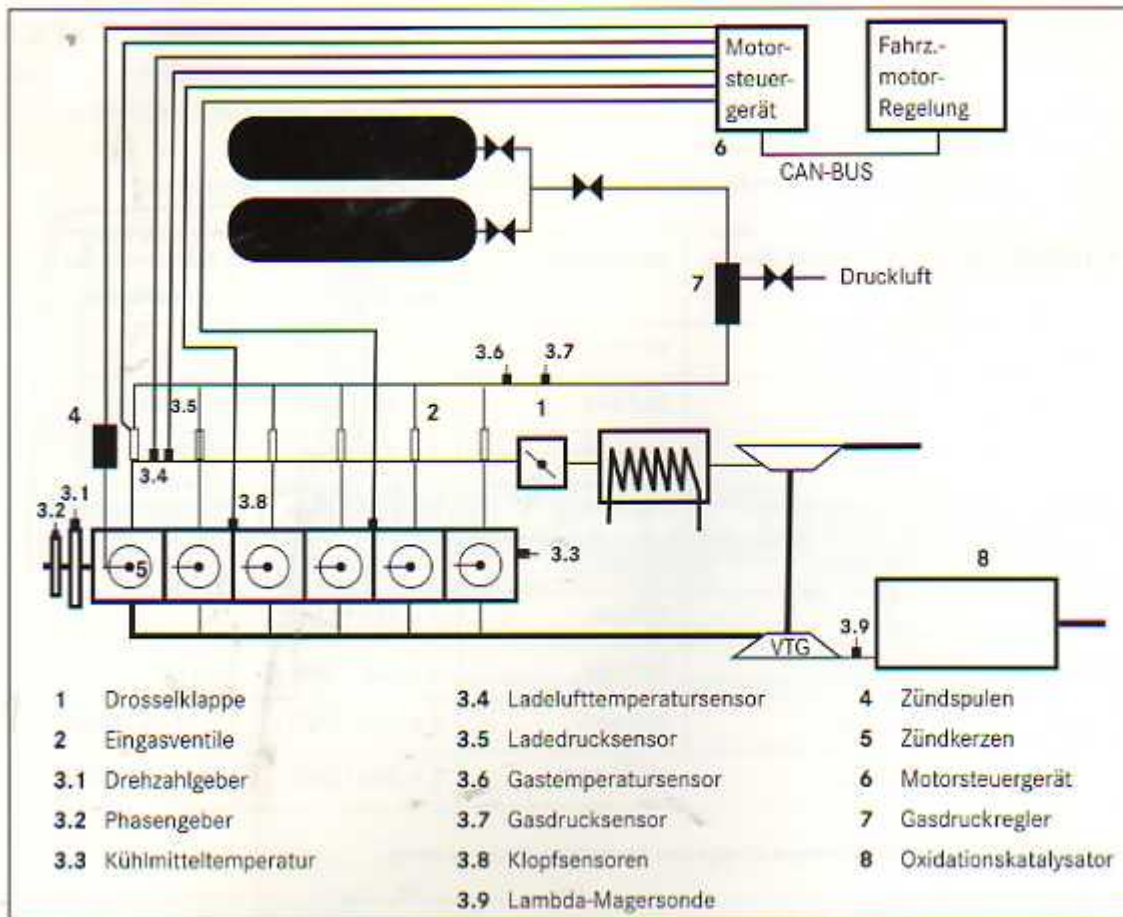 Motor-
steuer-
gerät
Fahrz.-
motor-
Regelung
6
CAN-BUS
7
Druckluft
3.6
3.7
4
3.5
2
1
3.4
3.1
3.2
3.8
5
3.3
8
3.9
VTG
1 Drosselklappe
2 Eingasventile
3.1 Drehzahlgeber
3.2 Phasengeber
3.3 Kühlmitteltemperatur
3.4 Ladelufttemperatursensor
3.5 Ladedrucksensor
3.6 Gastemperatursensor
3.7 Gasdrucksensor
3.8 Klopfsensoren
3.9 Lambda-Magersonde
4 Zündspulen
5 Zündkerzen
6 Motorsteuergerät
7 Gasdruckregler
8 Oxidationskatalysator